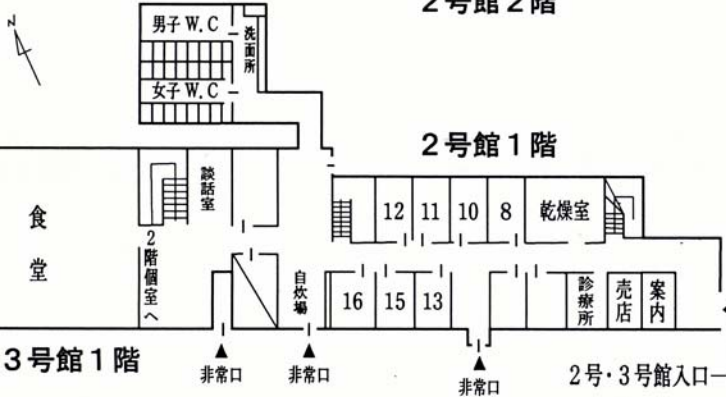 2号館2階
N
男子W.C
洗面所
女子W.C
2号館1階
談話室
12
11
10
8
乾燥室
食堂
2階個室へ
自炊場
16
15
13
診療所
売店
案内
3号館1階
非常口
非常口
非常口
2号・3号館入口